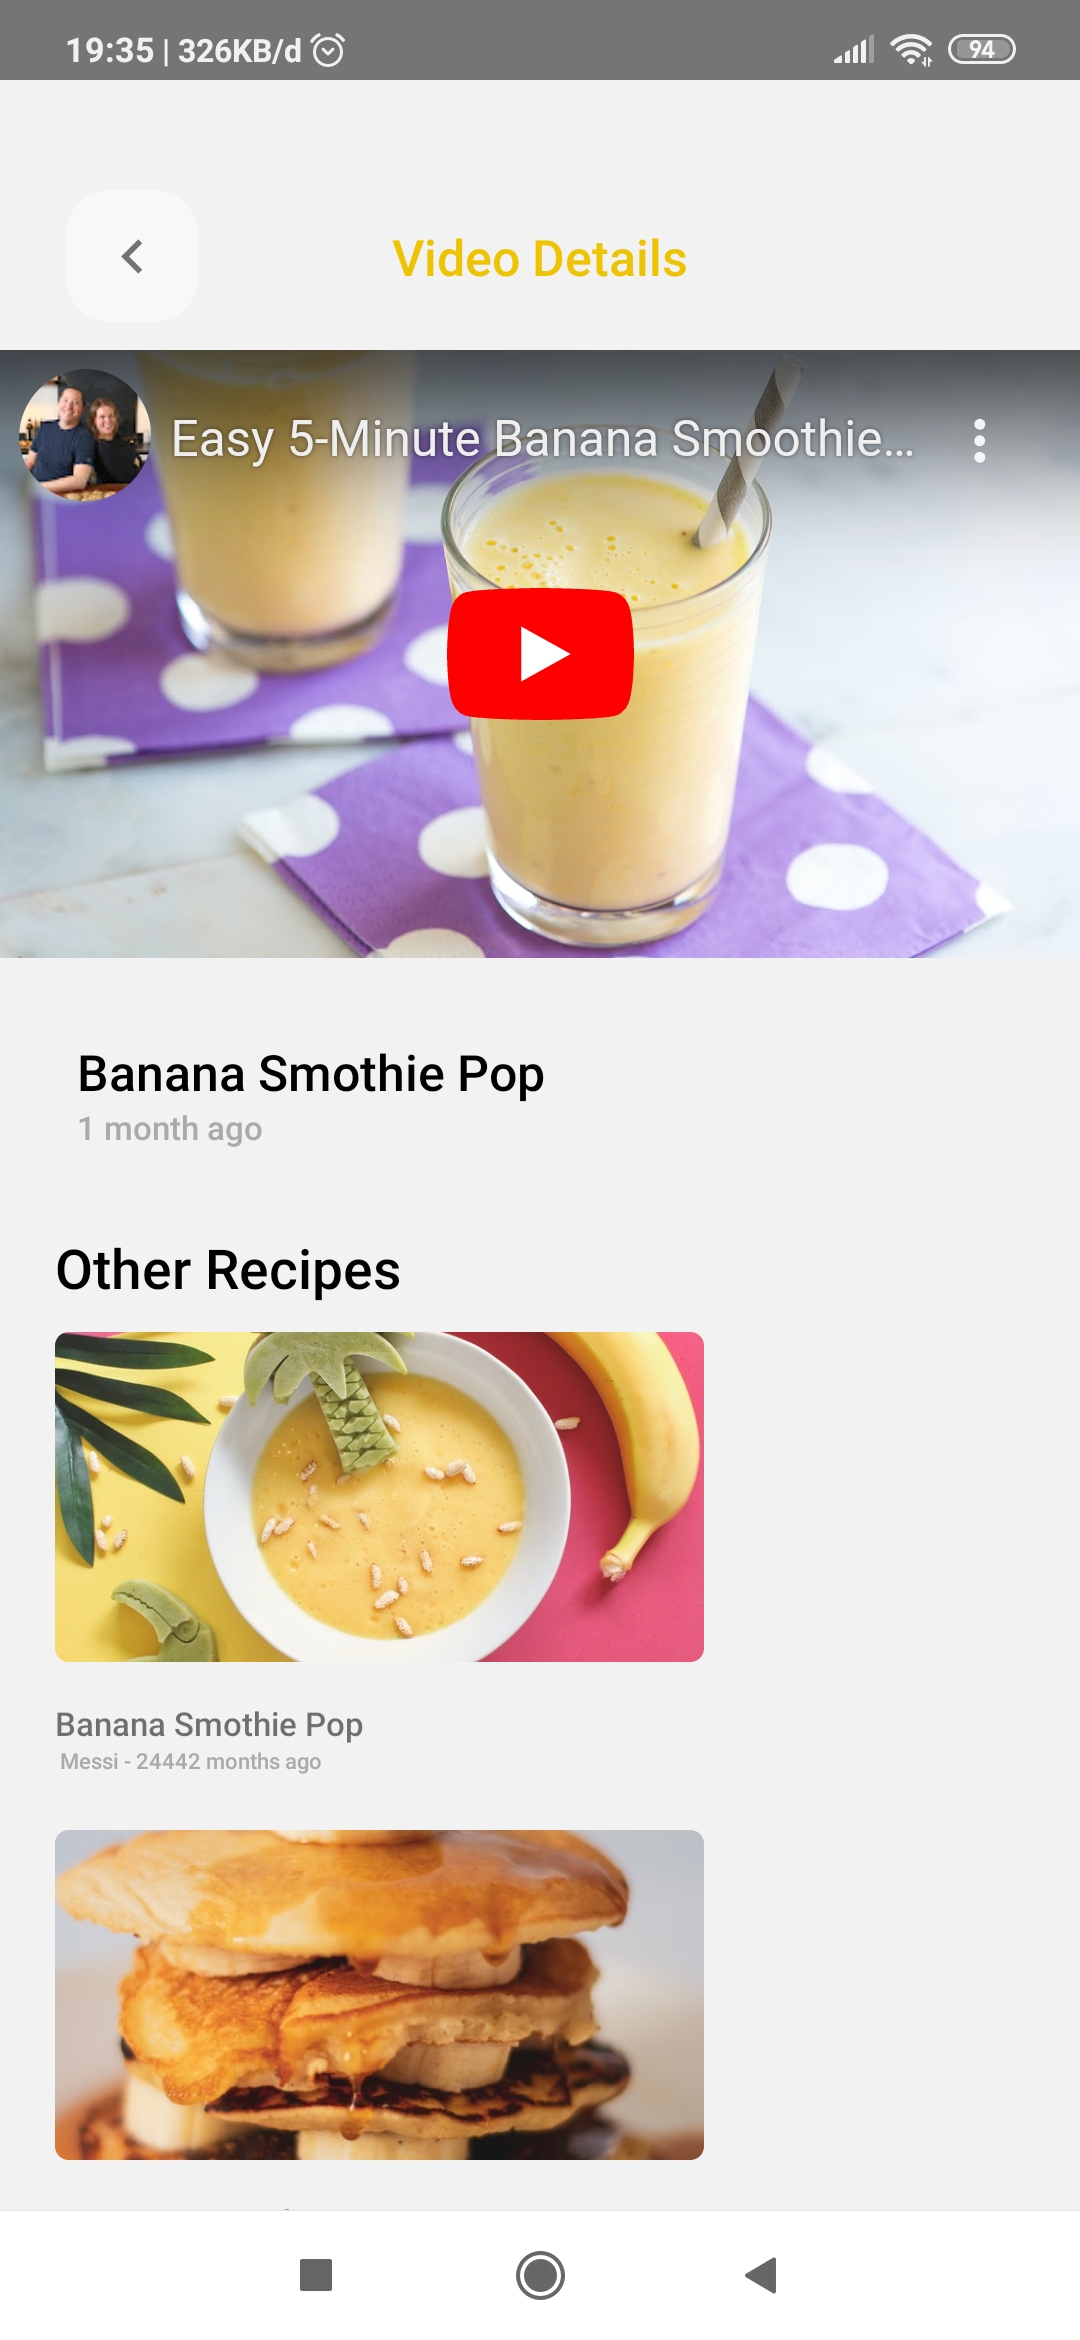 19:35 | 326KB/d
94
Video Details
Easy 5-Minute Banana Smoothie...
Banana Smothie Pop
1 month ago
Other Recipes
Banana Smothie Pop
Messi - 24442 months ago